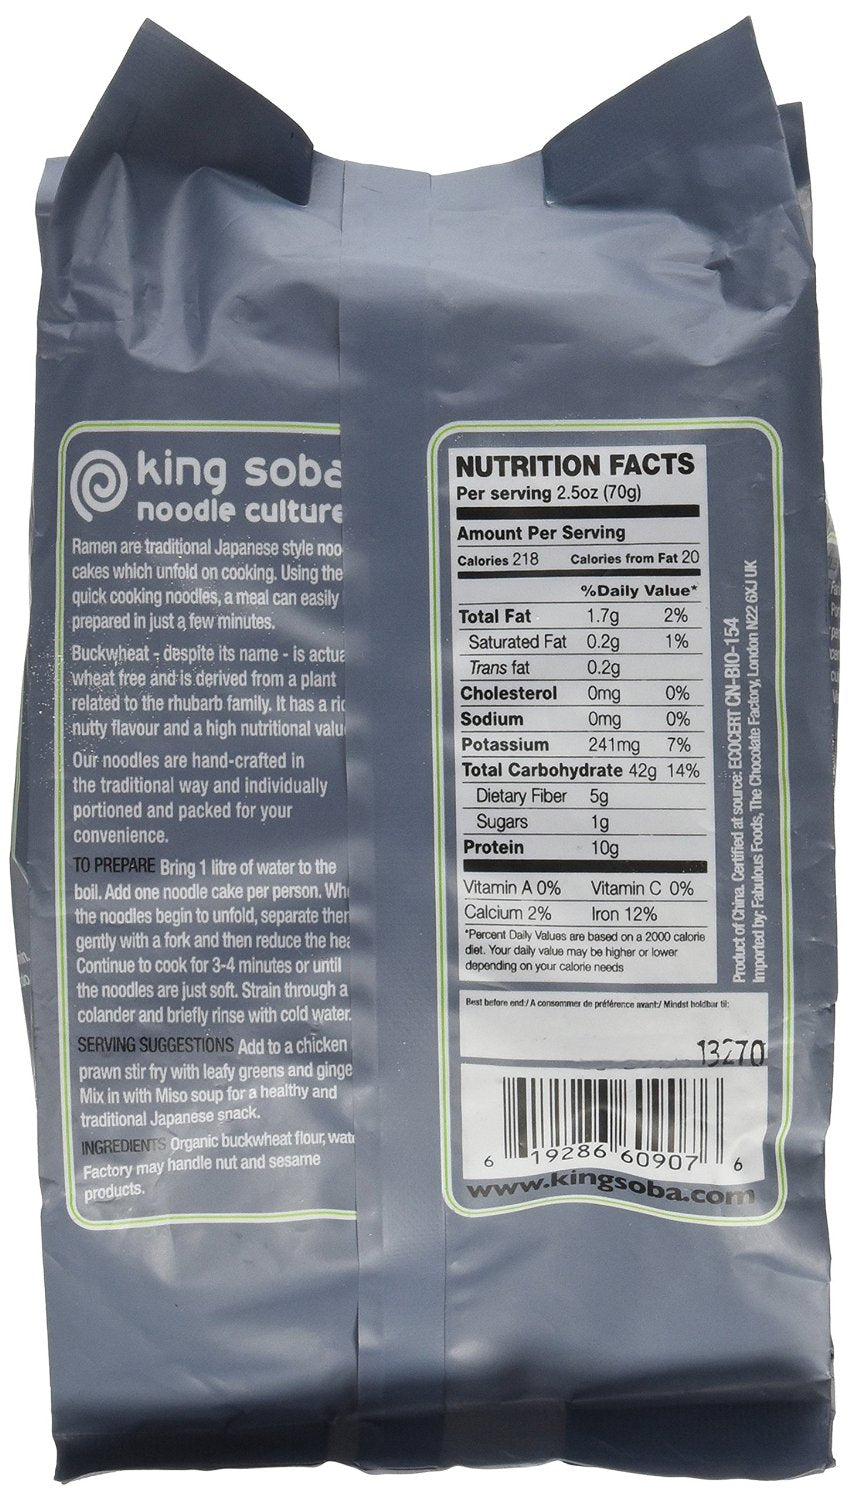 king soba
noodle culture
Ramen are traditional Japanese style noo
cakes which unfold on cooking. Using the
quick cooking noodles, a meal can easily
prepared in just a few minutes.
Buckwheat - despite its name - is actua
wheat free and is derived from a plant
related to the rhubarb family. It has a ric
nutty flavour and a high nutritional valu
Our noodles are hand-crafted in
the traditional way and individually
portioned and packed for your
convenience.
TO PREPARE Bring 1 litre of water to the
boil. Add one noodle cake per person. Whe
the noodles begin to unfold, separate them
gently with a fork and then reduce the hea
Continue to cook for 3-4 minutes or until
the noodles are just soft. Strain through a
colander and briefly rinse with cold water.
SERVING SUGGESTIONS Add to a chicken
prawn stir fry with leafy greens and ginge
Mix in with Miso soup for a healthy and
traditional Japanese snack.
INGREDIENTS Organic buckwheat flour, wate
Factory may handle nut and sesame
products.
NUTRITION FACTS
Per serving 2.5oz (70g)
Amount Per Serving
Calories 218 Calories from Fat 20
%Daily Value*
Total Fat 1.7g 2%
Saturated Fat 0.2g 1%
Trans fat 0.2g
Cholesterol 0mg 0%
Sodium 0mg 0%
Potassium 241mg 7%
Total Carbohydrate 42g 14%
Dietary Fiber 5g
Sugars 1g
Protein 10g
Vitamin A 0% Vitamin C 0%
Calcium 2% Iron 12%
*Percent Daily Values are based on a 2000 calorie
diet. Your daily value may be higher or lower
depending on your calorie needs
Product of China. Certified at source: ECOCERT CN-BIO-154
Imported by: Fabulous Foods, The Chocolate Factory, London N22 6XJ UK
Best before end:/ A consommer de préférence avant:/ Mindst holdbar til:
13270
6 19286 60907 6
www.kingsoba.com